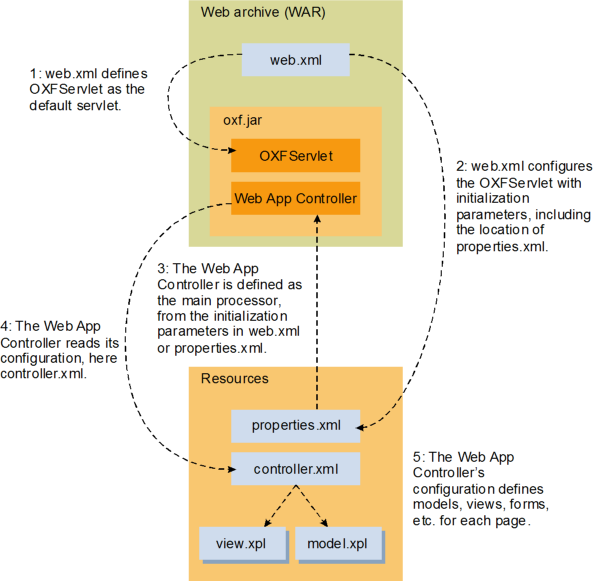 Web archive (WAR)
web.xml
1: web.xml defines
OXFServlet as the
default servlet.
oxf.jar
OXFServlet
Web App Controller
2: web.xml configures
the OXFServlet with
initialization
parameters, including
the location of
properties.xml.
3: The Web App
Controller is defined as
the main processor,
from the initialization
parameters in web.xml
or properties.xml.
4: The Web App
Controller reads its
configuration, here
controller.xml.
Resources
properties.xml
controller.xml
5: The Web App
Controller’s
configuration defines
models, views, forms,
etc. for each page.
view.xpl
model.xpl